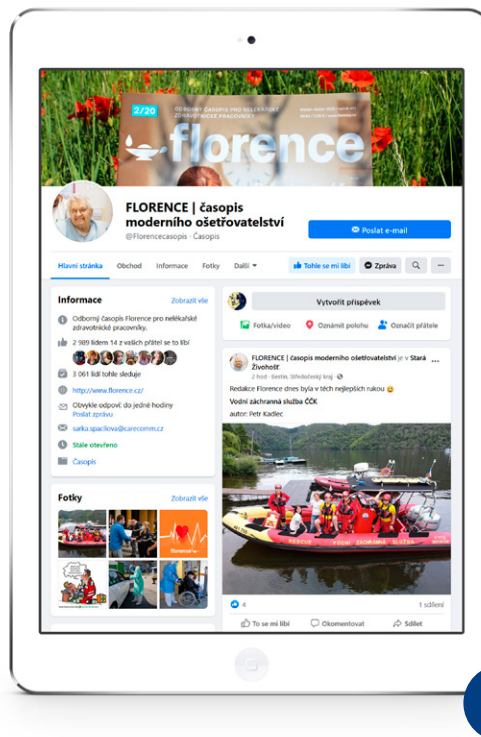 2/20
ODBORNÝ ČASOPIS PRO NELÉKAŘSKÉ
ZDRAVOTNICKÉ PRACOVNÍKY
florence
FLORENCE | časopis
moderního ošetřovatelství
@Florencecasopis · Časopis
Poslat e-mail
Hlavní stránka
Obchod
Informace
Fotky
Další
Tohle se mi líbí
Zpráva
Informace
Zobrazit vše
Odborný časopis Florence pro nelékařské
zdravotnické pracovníky.
2 989 lidem 14 z vašich přátel se to líbí
3 061 lidí tohle sleduje
http://www.florence.cz/
Obvykle odpoví: do jedné hodiny
Poslat zprávu
sarka.spacilova@carecomm.cz
Stále otevřeno
Časopis
Fotky
Zobrazit vše
Vytvořit příspěvek
Fotka/video
Oznámit polohu
Označit přátele
FLORENCE | časopis moderního ošetřovatelství je v Stará
Živohošť.
2 hod · Benín, Středočeský kraj ·
Redakce Florence dnes byla v těch nejlepších rukou
Vodní záchranná služba ČČK
autor: Petr Kadlec
RESCUE VODNÍ ZÁCHRANNÁ SLUŽBA
4
1 sdílení
To se mi líbí
Okomentovat
Sdílet